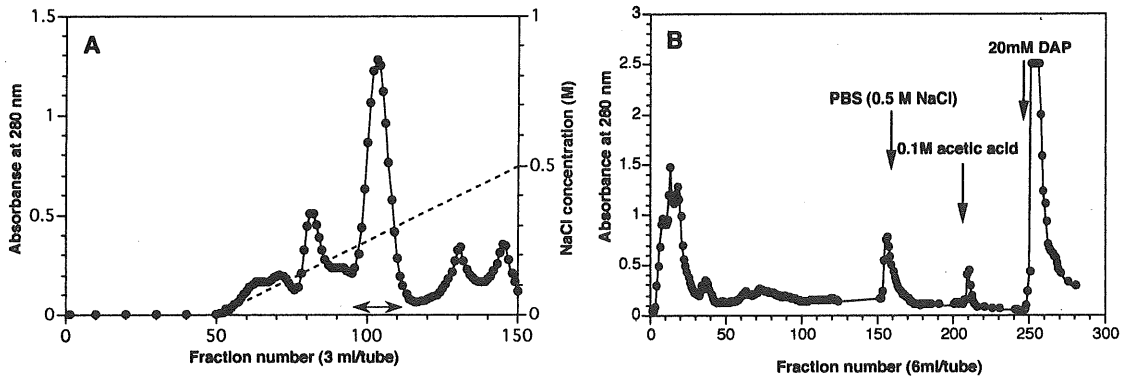 A
1.5
1
0.5
0
1
0.5
0
0
50
100
150
Absorbanse at 280 nm
NaCl concentration (M)
Fraction number (3 ml/tube)
B
20mM DAP
PBS (0.5 M NaCl)
0.1M acetic acid
3
2.5
2
1.5
1
0.5
0
0
50
100
150
200
250
300
Absorbance at 280 nm
Fraction number (6ml/tube)